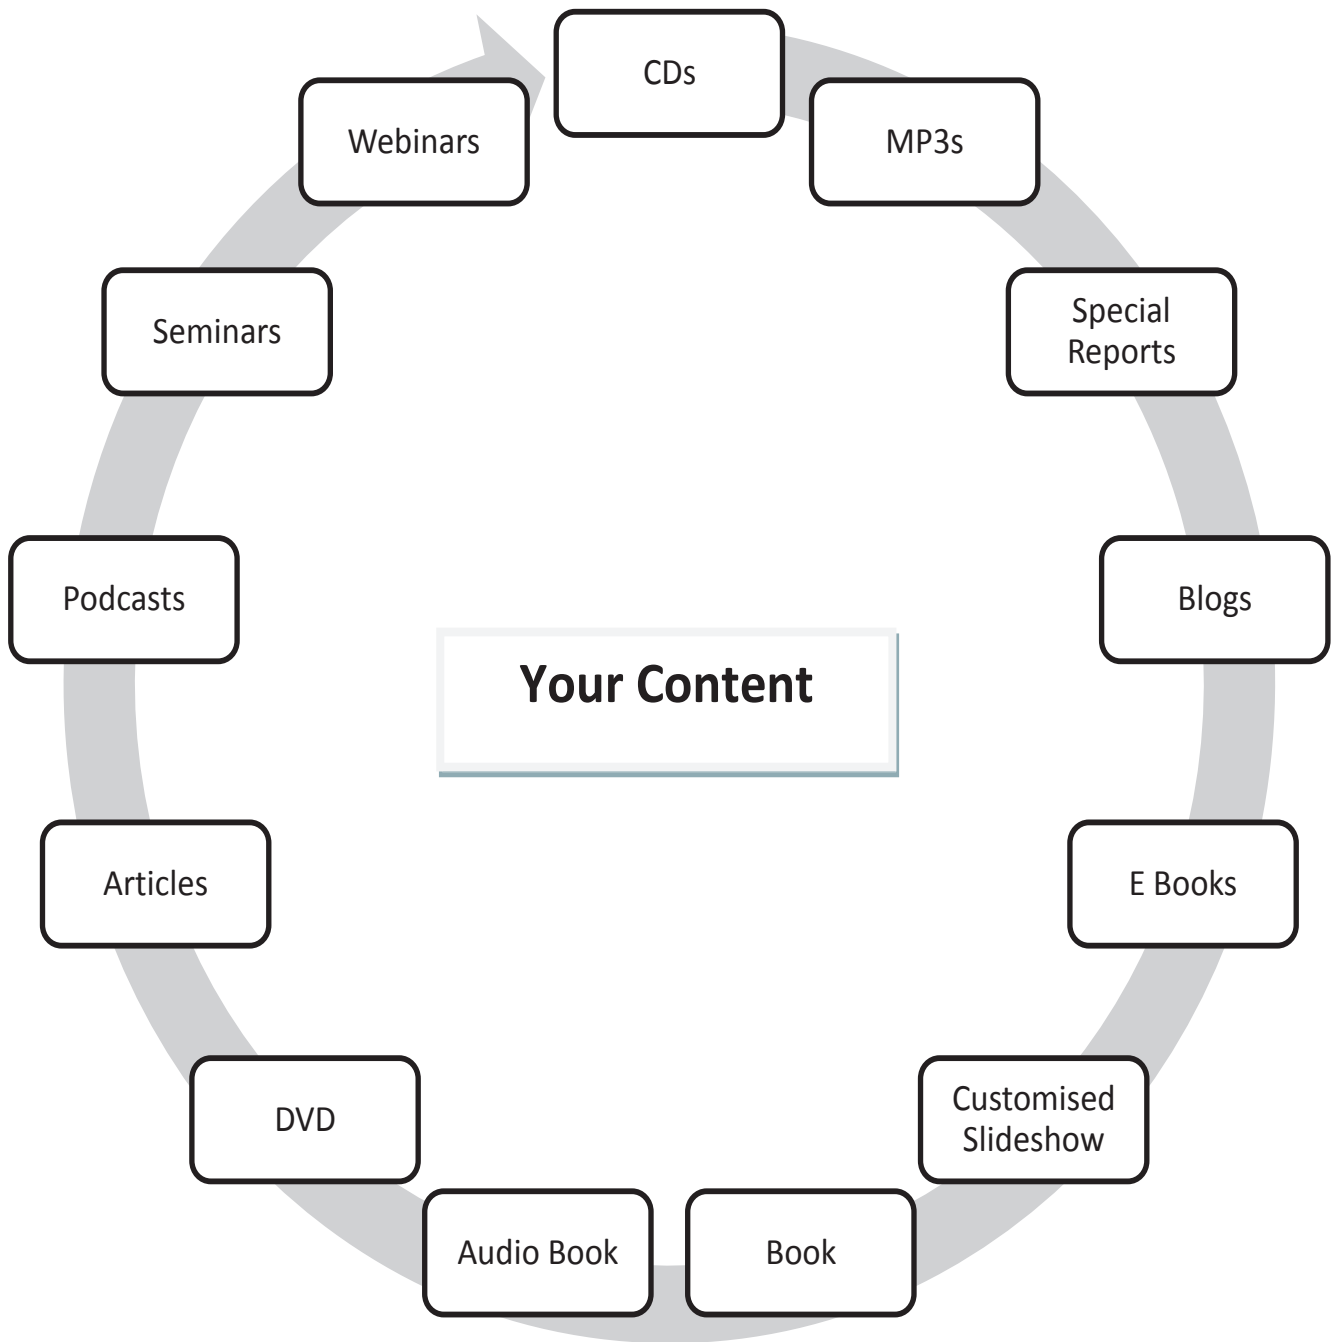 CDs
MP3s
Special
Reports
Blogs
E Books
Customised
Slideshow
Book
Audio Book
DVD
Articles
Podcasts
Seminars
Webinars
Your Content